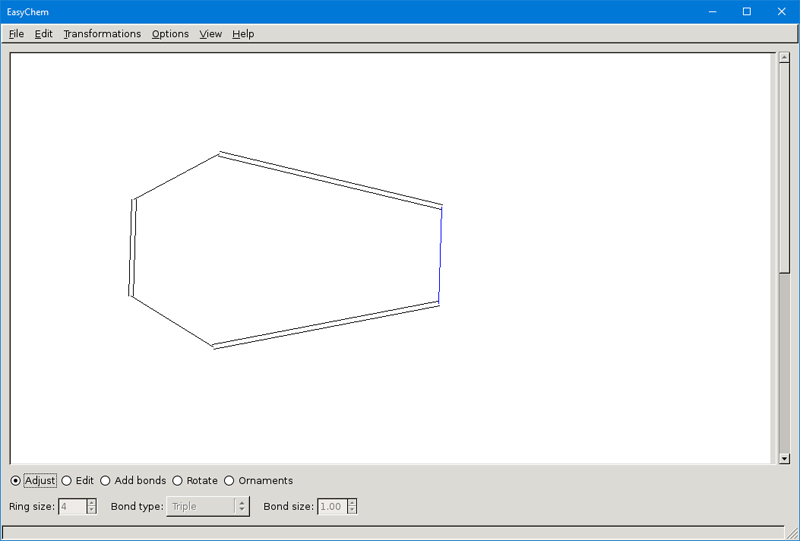 EasyChem
File Edit Transformations Options View Help
Adjust Edit Add bonds Rotate Ornaments
Ring size: 4 Bond type: Triple Bond size: 1.00